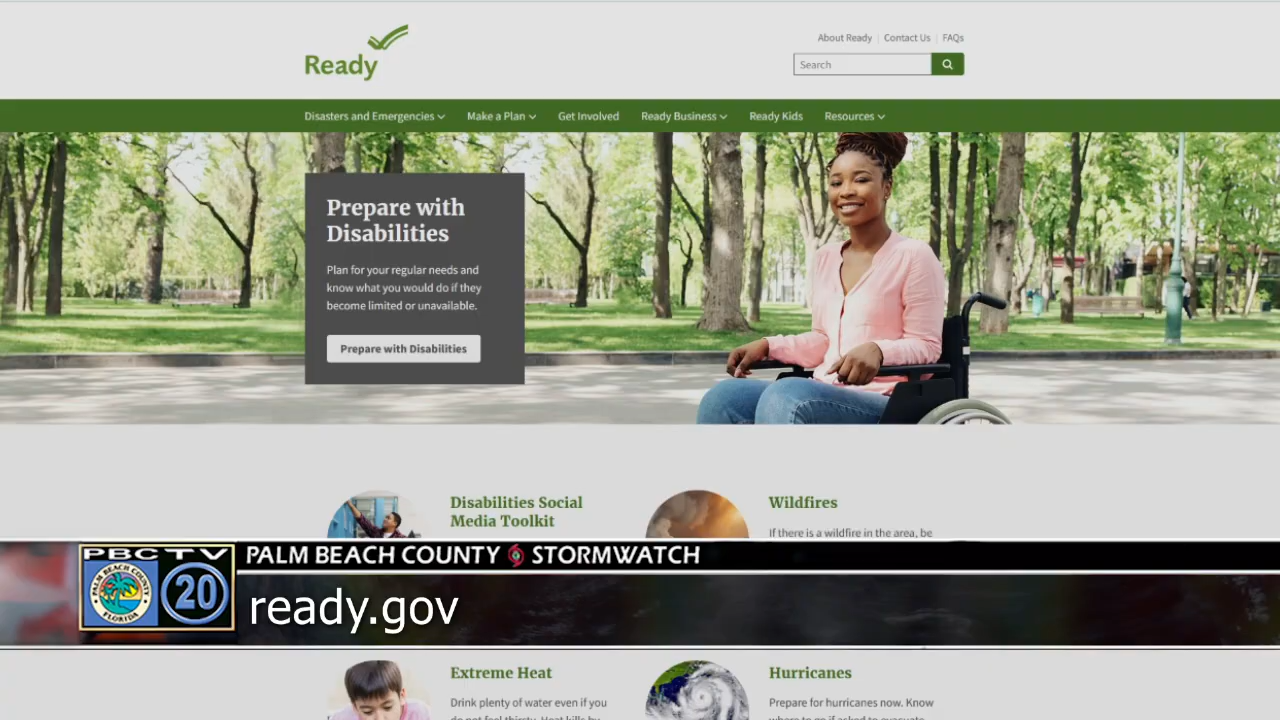 Ready
About Ready | Contact Us | FAQs
Search
Disasters and Emergencies
Make a Plan
Get Involved
Ready Business
Ready Kids
Resources
Prepare with
Disabilities
Plan for your regular needs and
know what you would do if they
become limited or unavailable.
Prepare with Disabilities
Disabilities Social
Media Toolkit
Wildfires
If there is a wildfire in the area, be
PBCTV
PALM BEACH COUNTY
FLORIDA
20
PALM BEACH COUNTY STORMWATCH
ready.gov
Extreme Heat
Drink plenty of water even if you
do not feel thirsty. Heat kills by
Hurricanes
Prepare for hurricanes now. Know
where to go if asked to evacuate